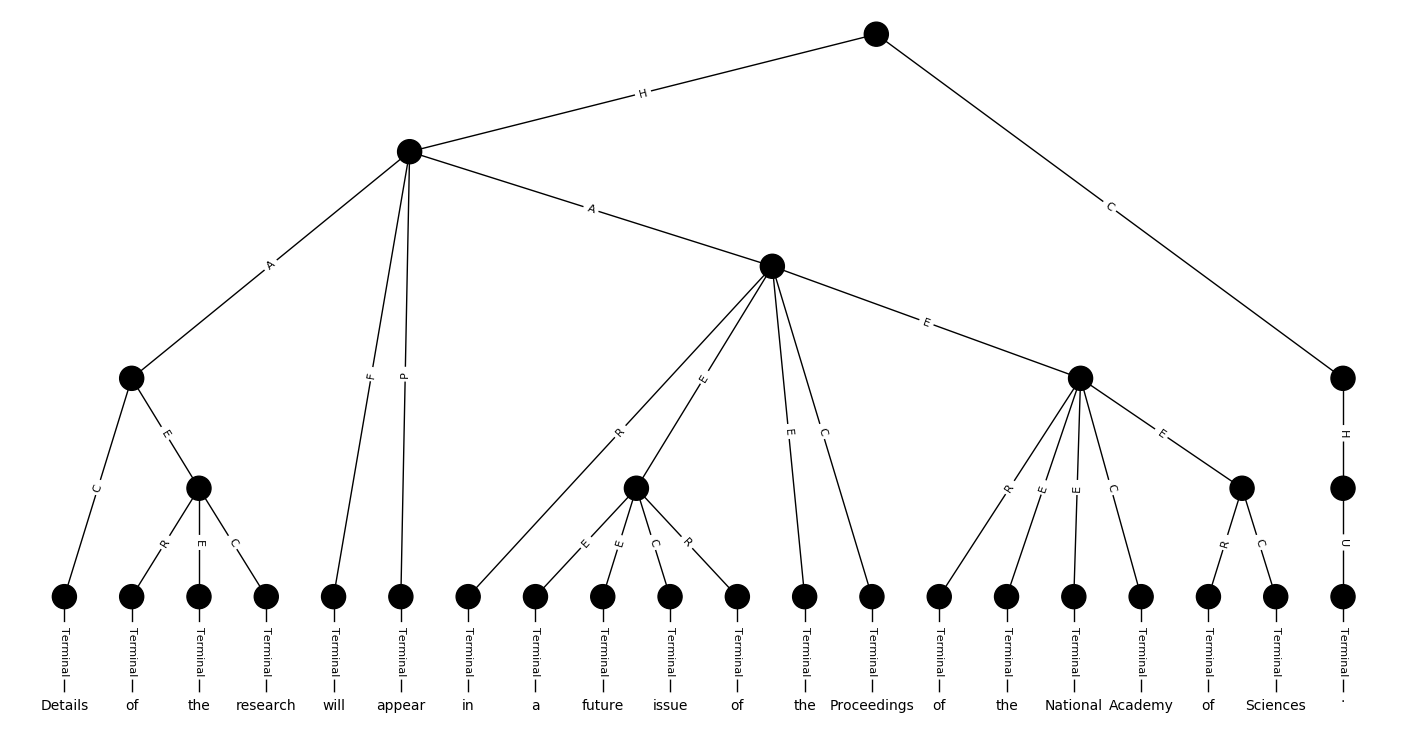 H
C
A
A
F
P
E
R
E
E
C
E
H
C
R
E
C
E
E
C
R
R
E
E
C
R
C
U
Terminal Terminal Terminal Terminal Terminal Terminal Terminal Terminal Terminal Terminal Terminal Terminal Terminal Terminal Terminal Terminal Terminal Terminal Terminal Terminal
Details of the research will appear in a future issue of the Proceedings of the National Academy of Sciences .